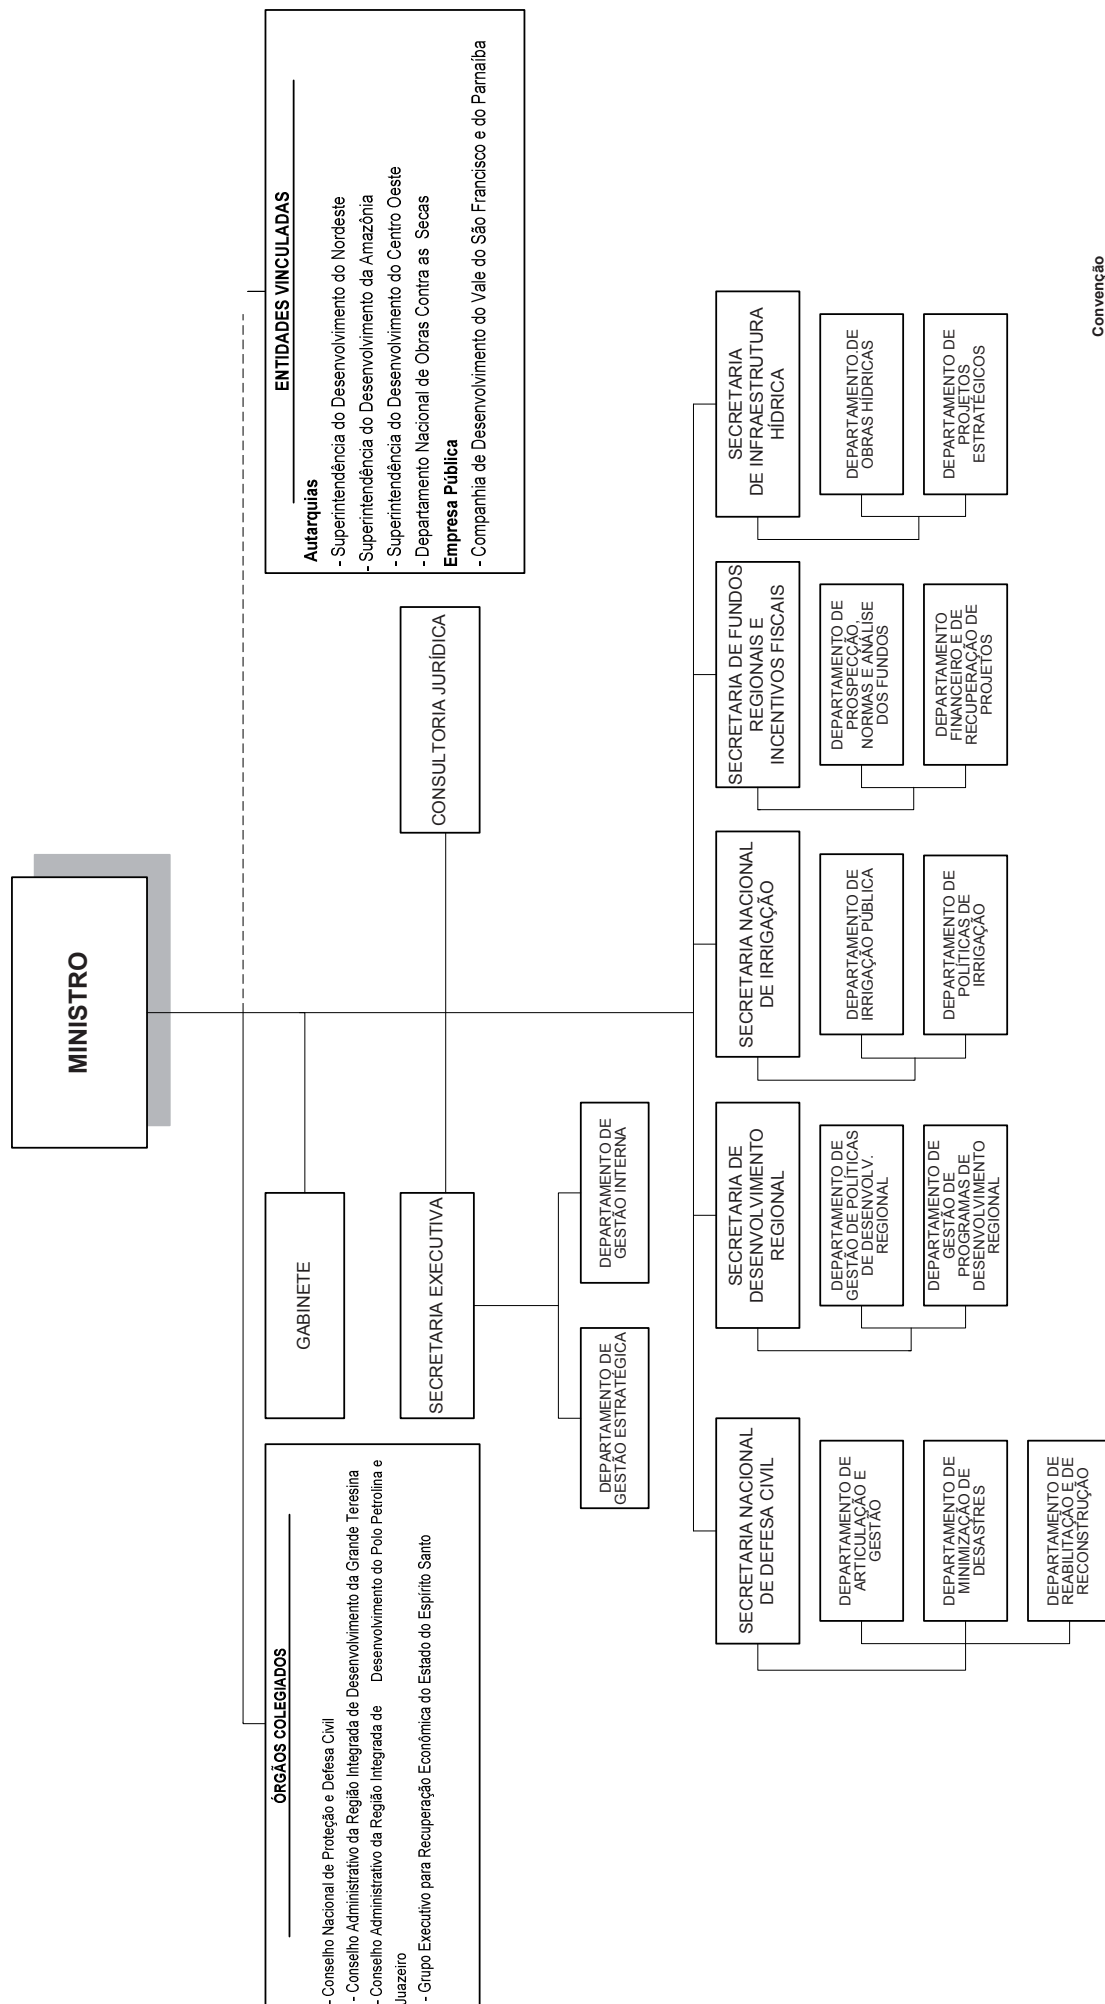 MINISTRO
ÓRGÃOS COLEGIADOS
- Conselho Nacional de Proteção e Defesa Civil
- Conselho Administrativo da Região Integrada de Desenvolvimento da Grande Teresina
- Conselho Administrativo da Região Integrada de Desenvolvimento do Polo Petrolina e
Juazeiro
- Grupo Executivo para Recuperação Econômica do Estado do Espírito Santo
GABINETE
ENTIDADES VINCULADAS
Autarquias
- Superintendência do Desenvolvimento do Nordeste
- Superintendência do Desenvolvimento da Amazônia
- Superintendência do Desenvolvimento do Centro Oeste
- Departamento Nacional de Obras Contra as Secas
Empresa Pública
- Companhia de Desenvolvimento do Vale do São Francisco e do Parnaíba
SECRETARIA EXECUTIVA
CONSULTORIA JURÍDICA
DEPARTAMENTO DE
GESTÃO ESTRATÉGICA
DEPARTAMENTO DE
GESTÃO INTERNA
SECRETARIA NACIONAL
DE DEFESA CIVIL
DEPARTAMENTO DE
ARTICULAÇÃO E
GESTÃO
DEPARTAMENTO DE
MINIMIZAÇÃO DE
DESASTRES
DEPARTAMENTO DE
REABILITAÇÃO E DE
RECONSTRUÇÃO
SECRETARIA DE
DESENVOLVIMENTO
REGIONAL
DEPARTAMENTO DE
GESTÃO DE POLÍTICAS
DE DESENVOLV.
REGIONAL
DEPARTAMENTO DE
GESTÃO DE
PROGRAMAS DE
DESENVOLVIMENTO
REGIONAL
SECRETARIA NACIONAL
DE IRRIGAÇÃO
DEPARTAMENTO DE
IRRIGAÇÃO PÚBLICA
DEPARTAMENTO DE
POLÍTICAS DE
IRRIGAÇÃO
SECRETARIA DE FUNDOS
REGIONAIS E
INCENTIVOS FISCAIS
DEPARTAMENTO DE
PROSPECÇÃO,
NORMAS E ANÁLISE
DOS FUNDOS
DEPARTAMENTO
FINANCEIRO E DE
RECUPERAÇÃO DE
PROJETOS
SECRETARIA
DE INFRAESTRUTURA
HÍDRICA
DEPARTAMENTO.DE
OBRAS HÍDRICAS
DEPARTAMENTO DE
PROJETOS
ESTRATÉGICOS
Convenção